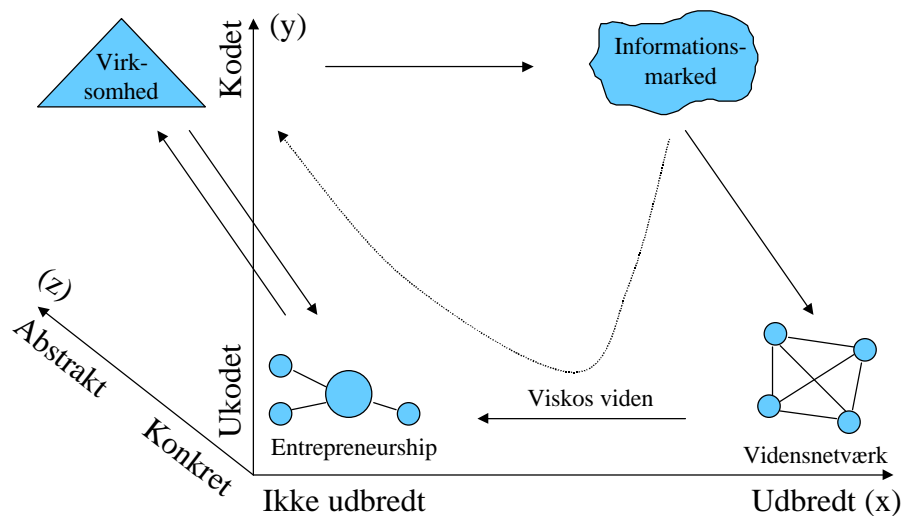 (y)
Virk-
somhed
Kodet
Informations-
marked
(z)
Abstrakt
Konkret
Ukodet
Viskos viden
Entrepreneurship
Vidensnetværk
Ikke udbredt
Udbredt (x)